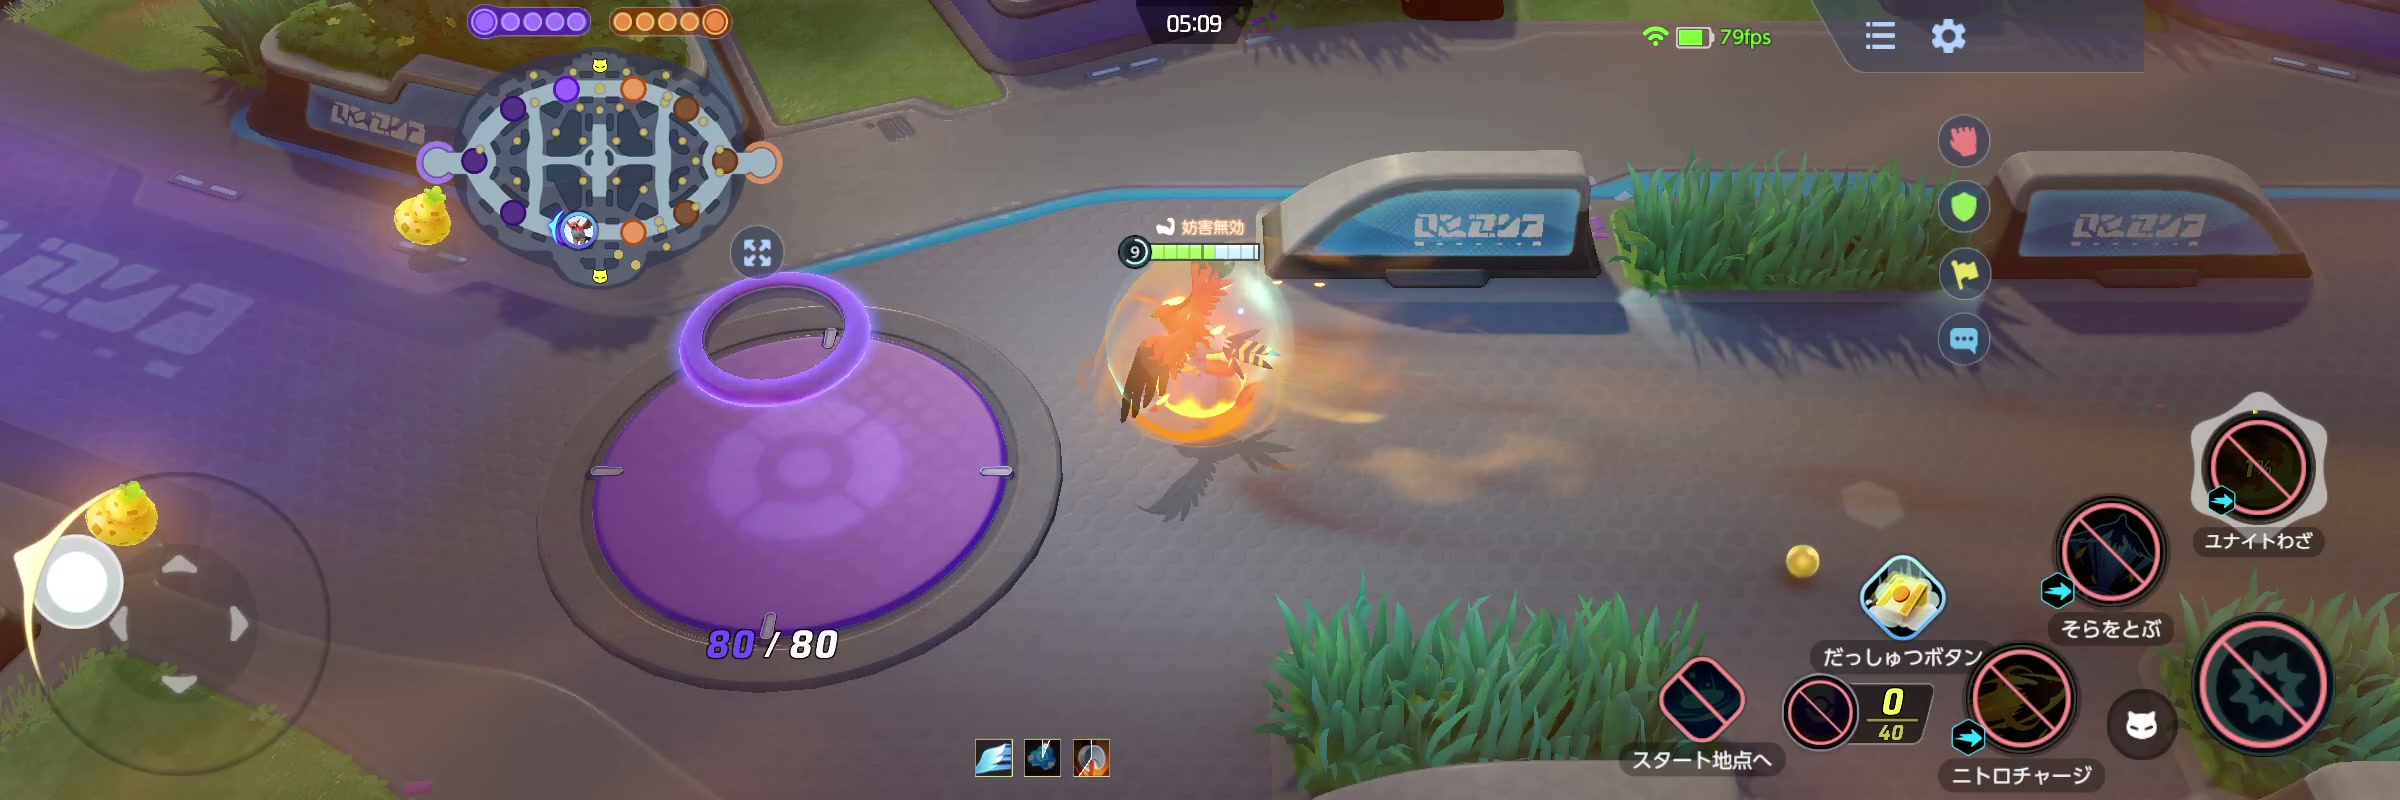 05:09
79fps
妨害無効
9
80/80
1%
ユナイトわざ
そらをとぶ
だっしゅつボタン
0
40
スタート地点へ
ニトロチャージ